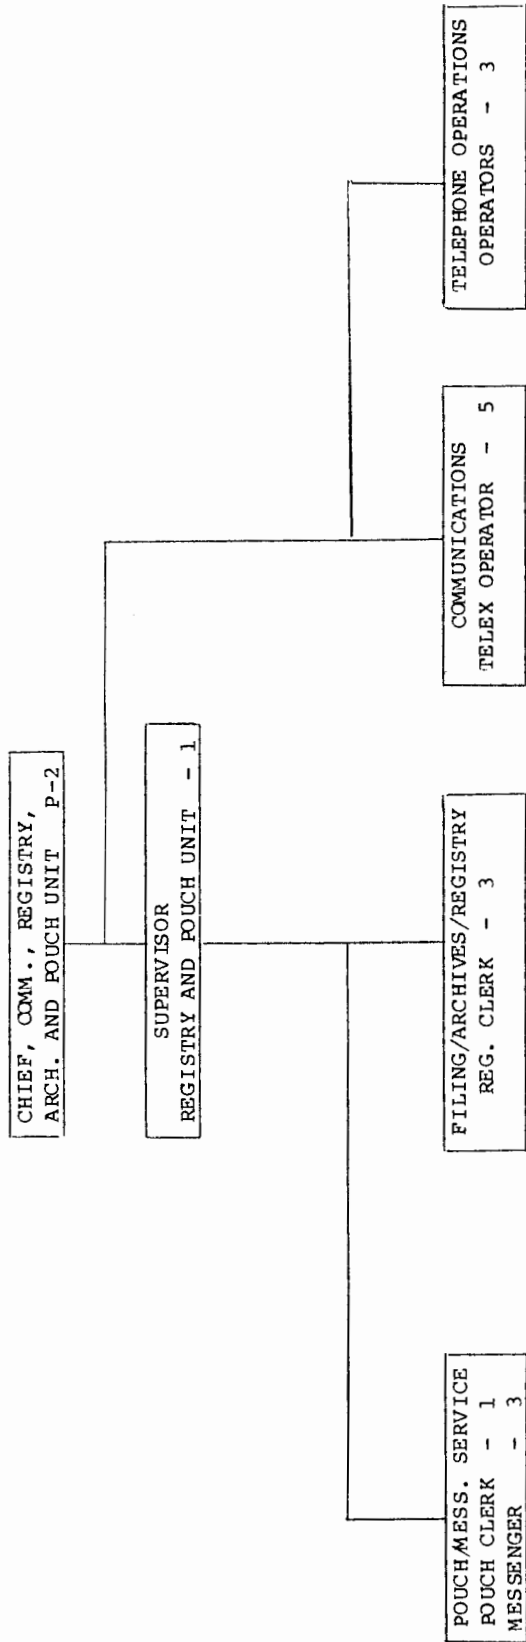 CHIEF, COMM., REGISTRY,
ARCH. AND POUCH UNIT P-2
SUPERVISOR
REGISTRY AND POUCH UNIT - 1
POUCH/MESS. SERVICE
POUCH CLERK - 1
MESSENGER - 3
FILING/ARCHIVES/REGISTRY
REG. CLERK - 3
COMMUNICATIONS
TELEX OPERATOR - 5
TELEPHONE OPERATIONS
OPERATORS - 3